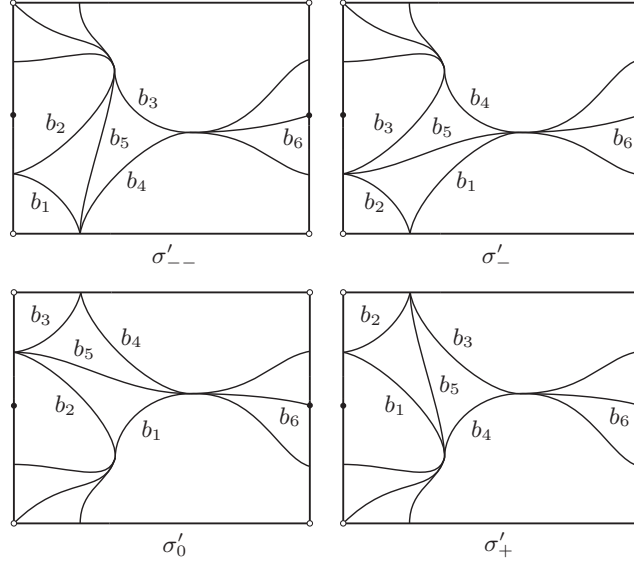 b₂ b₅ b₃ b₆ b₁ b₄
σ′₋₋
b₃ b₅ b₄ b₆ b₂ b₁
σ′₋
b₃ b₅ b₄ b₂ b₁ b₆
σ′₀
b₂ b₃ b₅ b₁ b₄ b₆
σ′₊